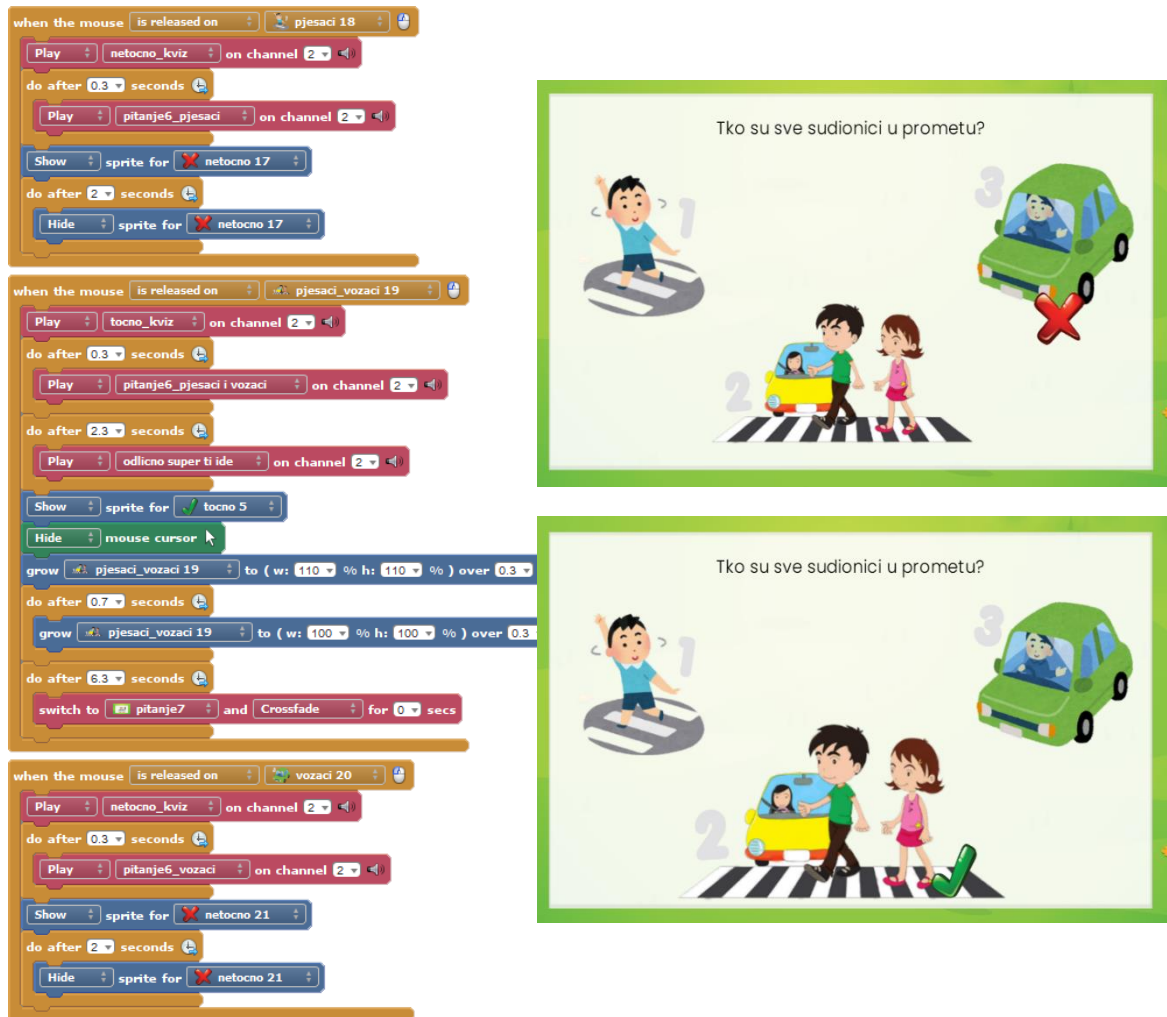 when the mouse is released on pjesaci 18
Play netocno_kviz on channel 2
do after 0.3 seconds
Play pitanje6_pjesaci on channel 2
Show sprite for netocno 17
do after 2 seconds
Hide sprite for netocno 17
when the mouse is released on pjesaci_vozaci 19
Play tocno_kviz on channel 2
do after 0.3 seconds
Play pitanje6_pjesaci i vozaci on channel 2
do after 2.3 seconds
Play odlicno super ti ide on channel 2
Show sprite for tocno 5
Hide mouse cursor
grow pjesaci_vozaci 19 to ( w: 110 % h: 110 % ) over 0.3
do after 0.7 seconds
grow pjesaci_vozaci 19 to ( w: 100 % h: 100 % ) over 0.3
do after 6.3 seconds
switch to pitanje7 and Crossfade for 0 secs
when the mouse is released on vozaci 20
Play netocno_kviz on channel 2
do after 0.3 seconds
Play pitanje6_vozaci on channel 2
Show sprite for netocno 21
do after 2 seconds
Hide sprite for netocno 21
Tko su sve sudionici u prometu?
1
3
2
Tko su sve sudionici u prometu?
1
3
2